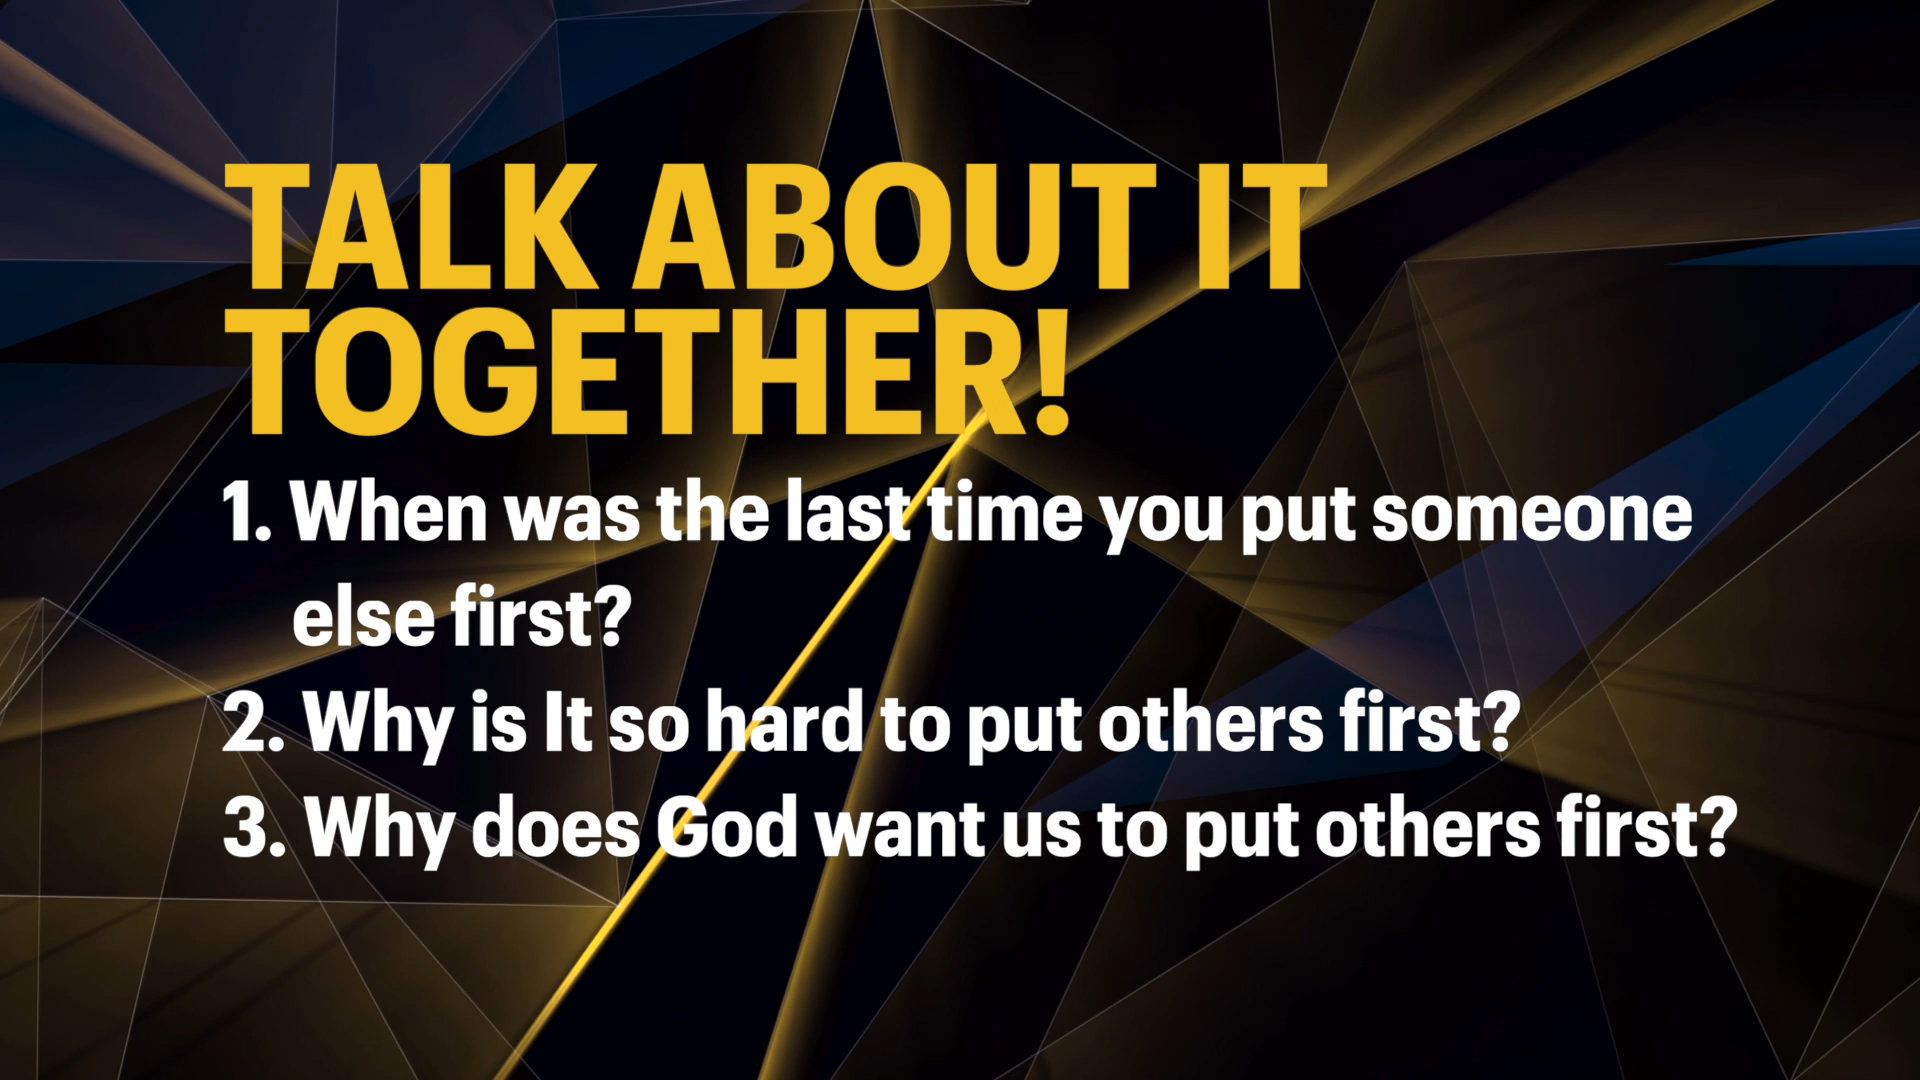 TALK ABOUT IT
TOGETHER!
1. When was the last time you put someone
else first?
2. Why is It so hard to put others first?
3. Why does God want us to put others first?